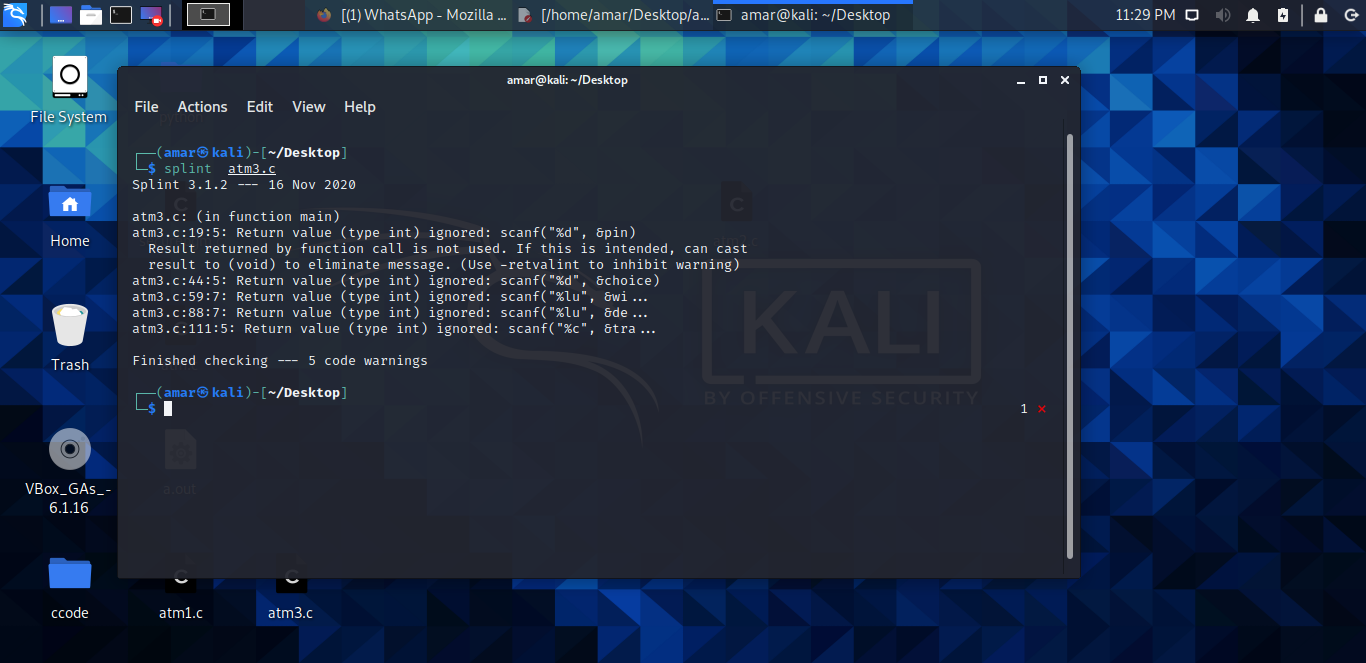 [(1) WhatsApp - Mozilla ...
[/home/amar/Desktop/a...
amar@kali: ~/Desktop
11:29 PM
amar@kali: ~/Desktop
File Actions Edit View Help
┌──(amar㉿kali)-[~/Desktop]
└─$ splint  atm3.c
Splint 3.1.2 --- 16 Nov 2020
atm3.c: (in function main)
atm3.c:19:5: Return value (type int) ignored: scanf("%d", &pin)
  Result returned by function call is not used. If this is intended, can cast
  result to (void) to eliminate message. (Use -retvalint to inhibit warning)
atm3.c:44:5: Return value (type int) ignored: scanf("%d", &choice)
atm3.c:59:7: Return value (type int) ignored: scanf("%lu", &wi...
atm3.c:88:7: Return value (type int) ignored: scanf("%lu", &de...
atm3.c:111:5: Return value (type int) ignored: scanf("%c", &tra...
Finished checking --- 5 code warnings
┌──(amar㉿kali)-[~/Desktop]
└─$
1 ⨯
KALI
BY OFFENSIVE SECURITY
File System
Home
Trash
VBox_GAs_-
6.1.16
a.out
ccode
C
atm1.c
C
atm3.c